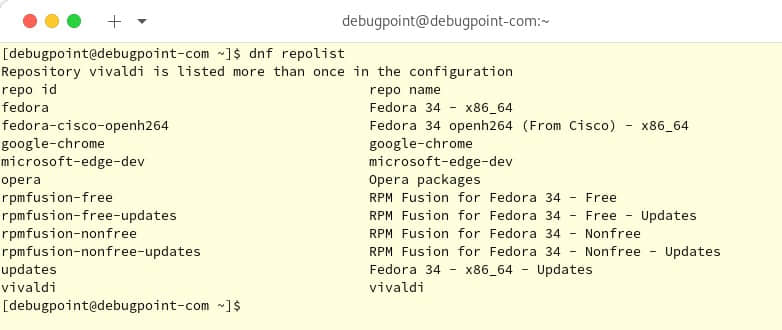 debugpoint@debugpoint-com:~
[debugpoint@debugpoint-com ~]$ dnf repolist
Repository vivaldi is listed more than once in the configuration
repo id repo name
fedora Fedora 34 - x86_64
fedora-cisco-openh264 Fedora 34 openh264 (From Cisco) - x86_64
google-chrome google-chrome
microsoft-edge-dev microsoft-edge-dev
opera Opera packages
rpmfusion-free RPM Fusion for Fedora 34 - Free
rpmfusion-free-updates RPM Fusion for Fedora 34 - Free - Updates
rpmfusion-nonfree RPM Fusion for Fedora 34 - Nonfree
rpmfusion-nonfree-updates RPM Fusion for Fedora 34 - Nonfree - Updates
updates Fedora 34 - x86_64 - Updates
vivaldi vivaldi
[debugpoint@debugpoint-com ~]$